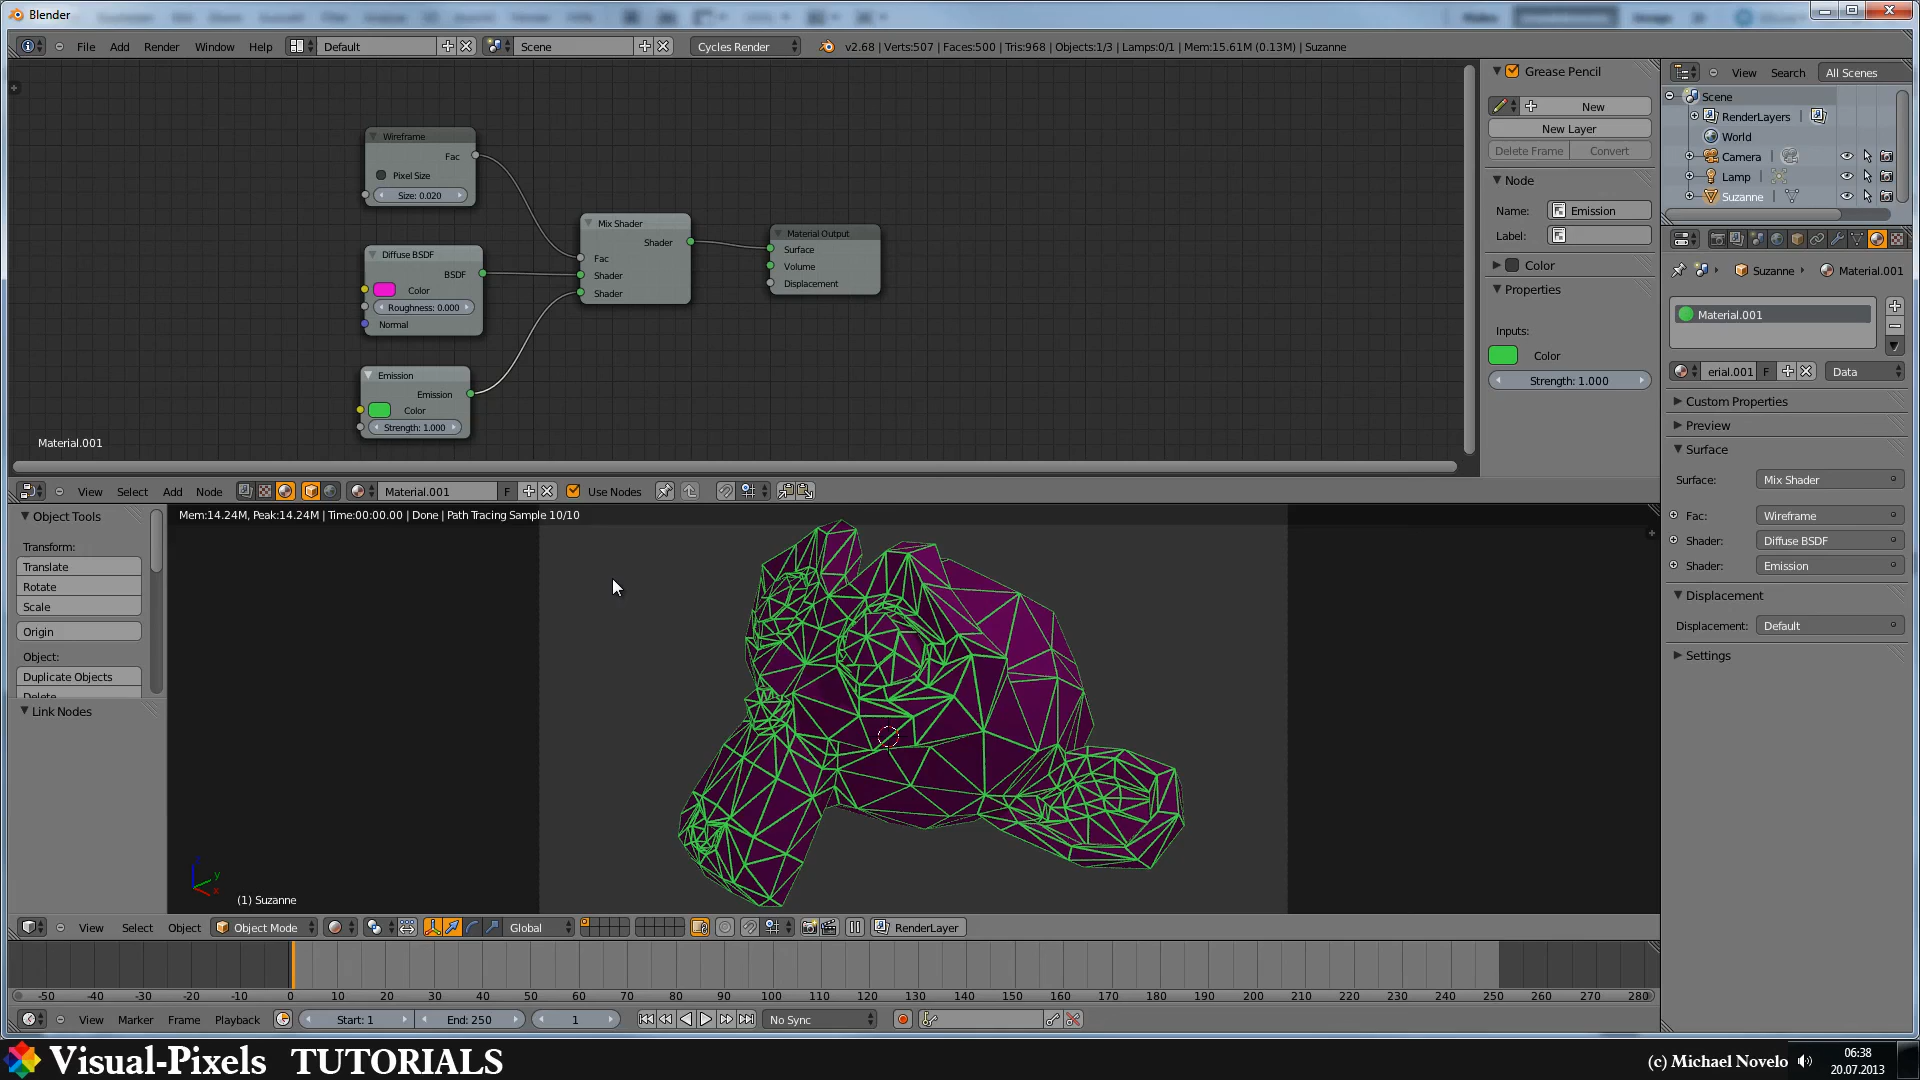 Blender
File Add Render Window Help Default Scene Cycles Render v2.68 | Verts:507 | Faces:500 | Tris:968 | Objects:1/3 | Lamps:0/1 | Mem:15.61M (0.13M) | Suzanne
Wireframe
Fac
Pixel Size
Size: 0.020
Diffuse BSDF
BSDF
Color
Roughness: 0.000
Normal
Emission
Emission
Color
Strength: 1.000
Mix Shader
Shader
Fac
Shader
Shader
Material Output
Surface
Volume
Displacement
Material.001
Grease Pencil
New
New Layer
Delete Frame Convert
Node
Name: Emission
Label:
Color
Properties
Inputs:
Color
Strength: 1.000
View Search All Scenes
Scene
RenderLayers
World
Camera
Lamp
Suzanne
Suzanne Material.001
Material.001
erial.001 F Data
Custom Properties
Preview
Surface
Surface: Mix Shader
Fac: Wireframe
Shader: Diffuse BSDF
Shader: Emission
Displacement
Displacement: Default
Settings
View Select Add Node Material.001 F Use Nodes
Object Tools
Transform:
Translate
Rotate
Scale
Origin
Object:
Duplicate Objects
Delete
Link Nodes
Mem:14.24M, Peak:14.24M | Time:00:00.00 | Done | Path Tracing Sample 10/10
z
y
x
(1) Suzanne
View Select Object Object Mode Global RenderLayer
-50 -40 -30 -20 -10 0 10 20 30 40 50 60 70 80 90 100 110 120 130 140 150 160 170 180 190 200 210 220 230 240 250 260 270 280
View Marker Frame Playback Start: 1 End: 250 1 No Sync
Visual-Pixels TUTORIALS
(c) Michael Novelo
06:38
20.07.2013